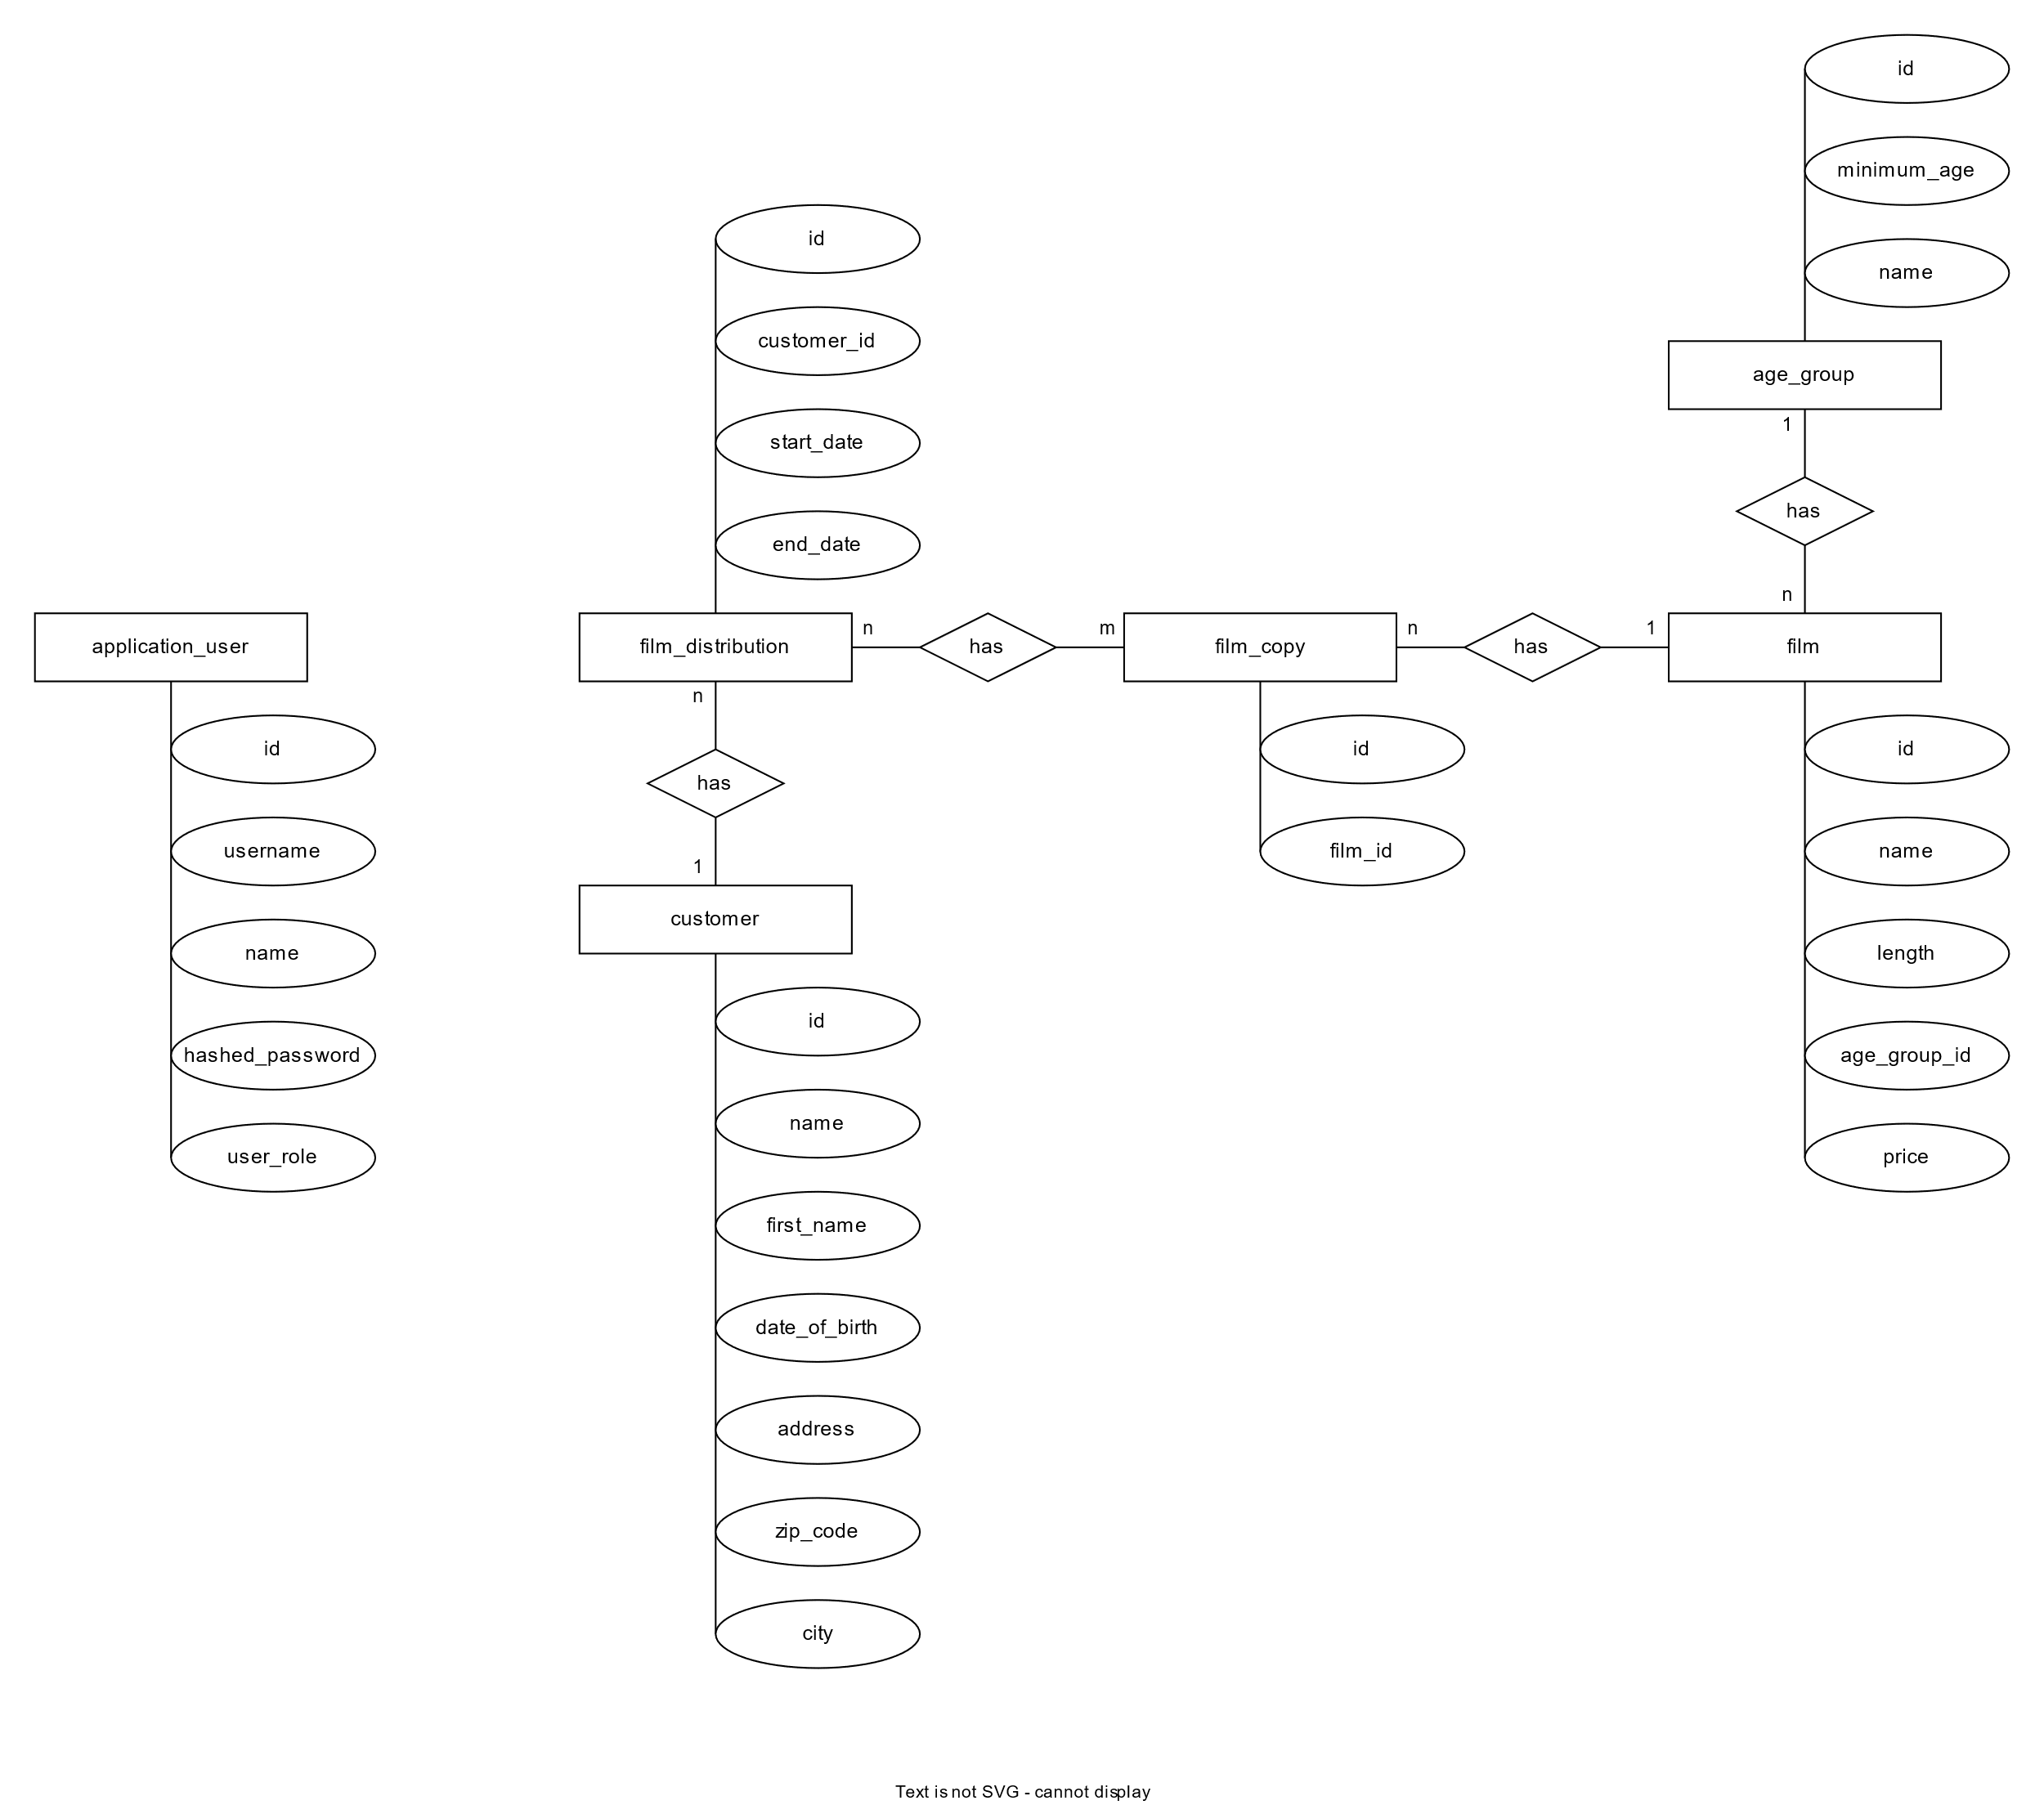 id
minimum_age
name
age_group
1
has
n
id
customer_id
start_date
end_date
application_user
film_distribution
n
has
m
film_copy
n
has
1
film
id
username
name
hashed_password
user_role
n
has
1
customer
id
name
first_name
date_of_birth
address
zip_code
city
id
film_id
id
name
length
age_group_id
price
Text is not SVG - cannot display